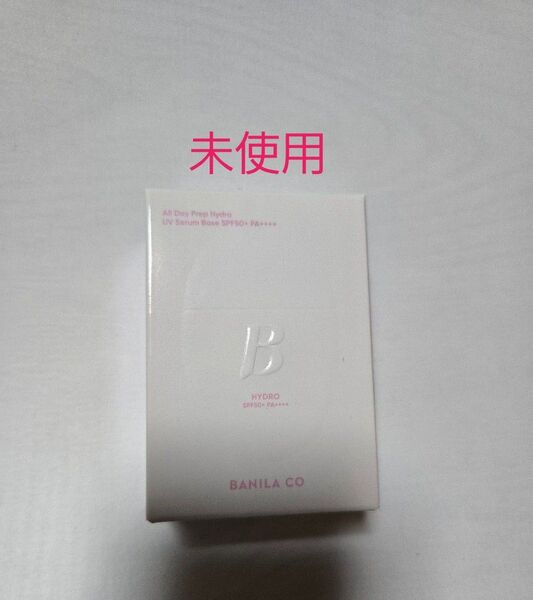 未使用
All Day Prep Hydro
UV Serum Base SPF50+ PA++++
B
HYDRO
SPF50+ PA++++
BANILA CO